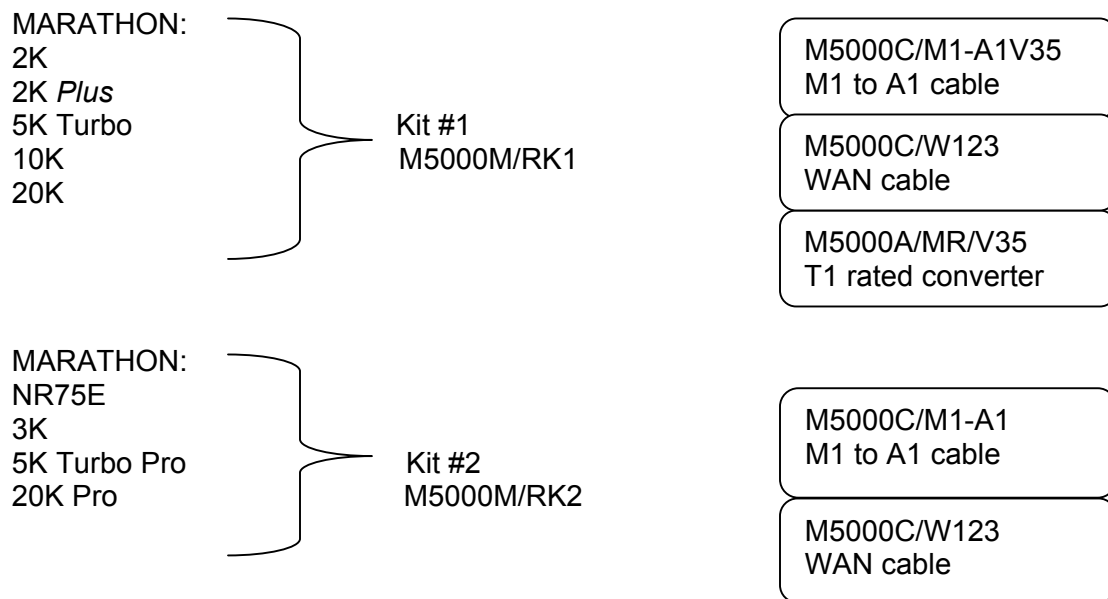 MARATHON:
2K
2K Plus
5K Turbo
10K
20K
Kit #1
M5000M/RK1
M5000C/M1-A1V35
M1 to A1 cable
M5000C/W123
WAN cable
M5000A/MR/V35
T1 rated converter
MARATHON:
NR75E
3K
5K Turbo Pro
20K Pro
Kit #2
M5000M/RK2
M5000C/M1-A1
M1 to A1 cable
M5000C/W123
WAN cable